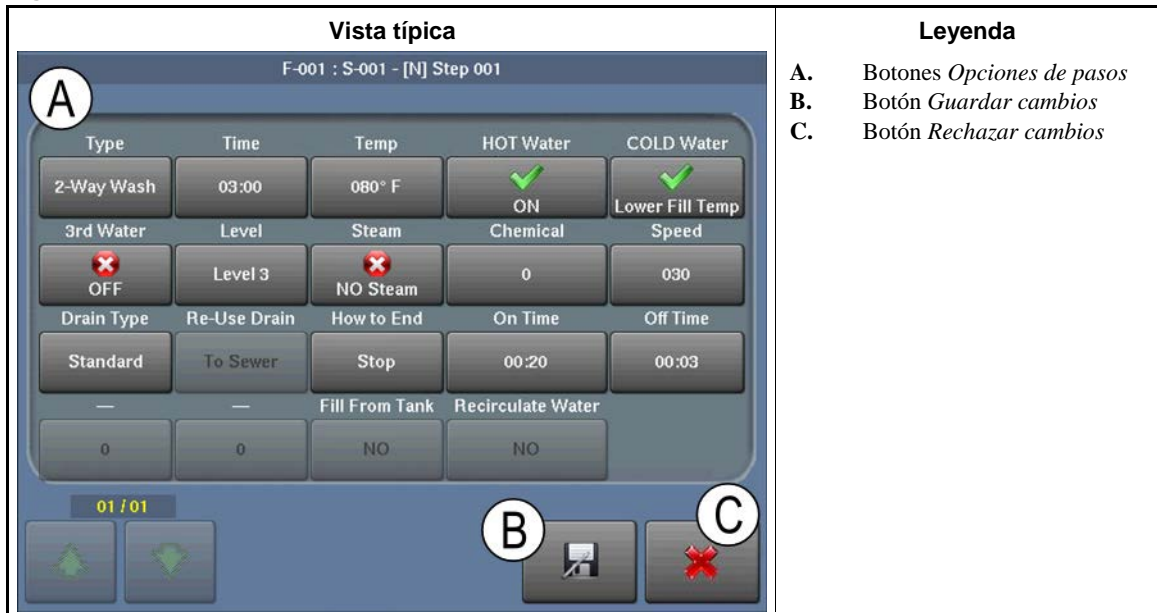 Vista típica
Leyenda
F-001 : S-001 - [N] Step 001
A
Type Time Temp HOT Water COLD Water
2-Way Wash 03:00 080° F ON Lower Fill Temp
3rd Water Level Steam Chemical Speed
OFF Level 3 NO Steam 0 030
Drain Type Re-Use Drain How to End On Time Off Time
Standard To Sewer Stop 00:20 00:03
— — Fill From Tank Recirculate Water
0 0 NO NO
01 / 01
B
C
A. Botones Opciones de pasos
B. Botón Guardar cambios
C. Botón Rechazar cambios